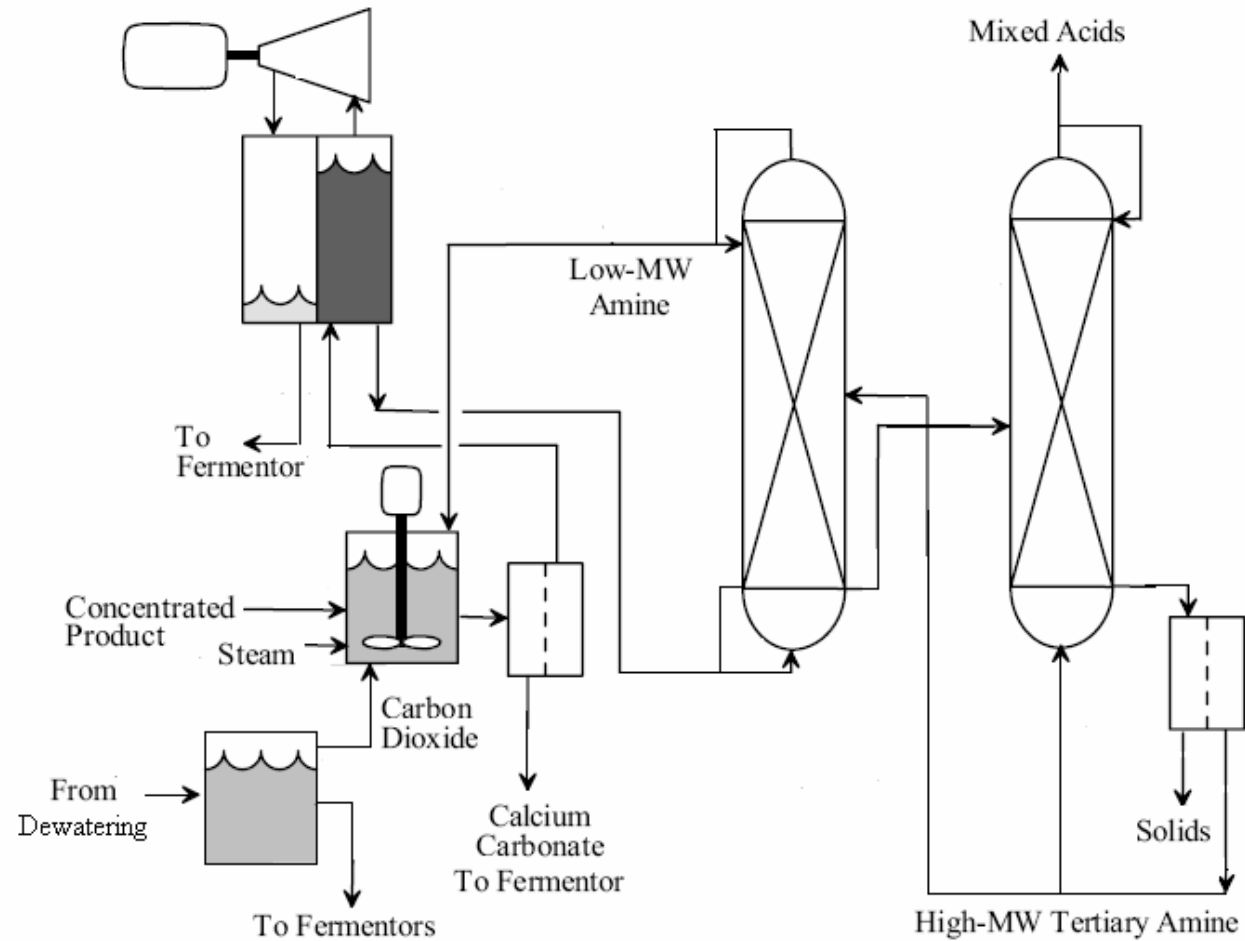 Mixed Acids
Low-MW
Amine
To
Fermentor
Concentrated
Product
Steam
Carbon
Dioxide
From
Dewatering
Calcium
Carbonate
To Fermentor
Solids
To Fermentors
High-MW Tertiary Amine